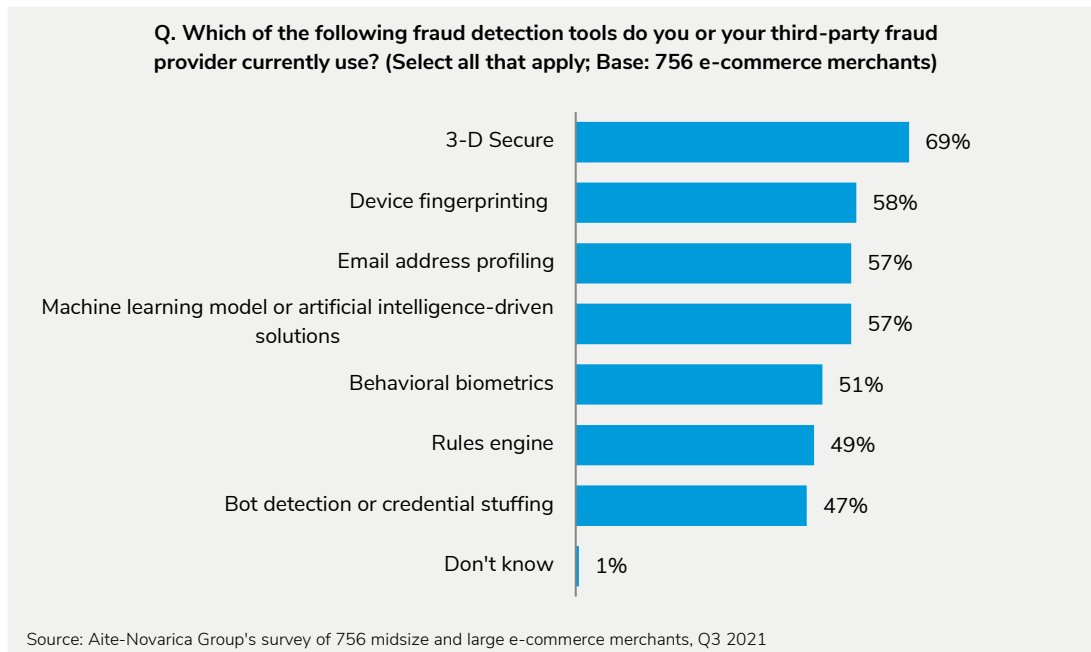 Q. Which of the following fraud detection tools do you or your third-party fraud
provider currently use? (Select all that apply; Base: 756 e-commerce merchants)
3-D Secure
69%
Device fingerprinting
58%
Email address profiling
57%
Machine learning model or artificial intelligence-driven
solutions
57%
Behavioral biometrics
51%
Rules engine
49%
Bot detection or credential stuffing
47%
Don't know
1%
Source: Aite-Novarica Group's survey of 756 midsize and large e-commerce merchants, Q3 2021